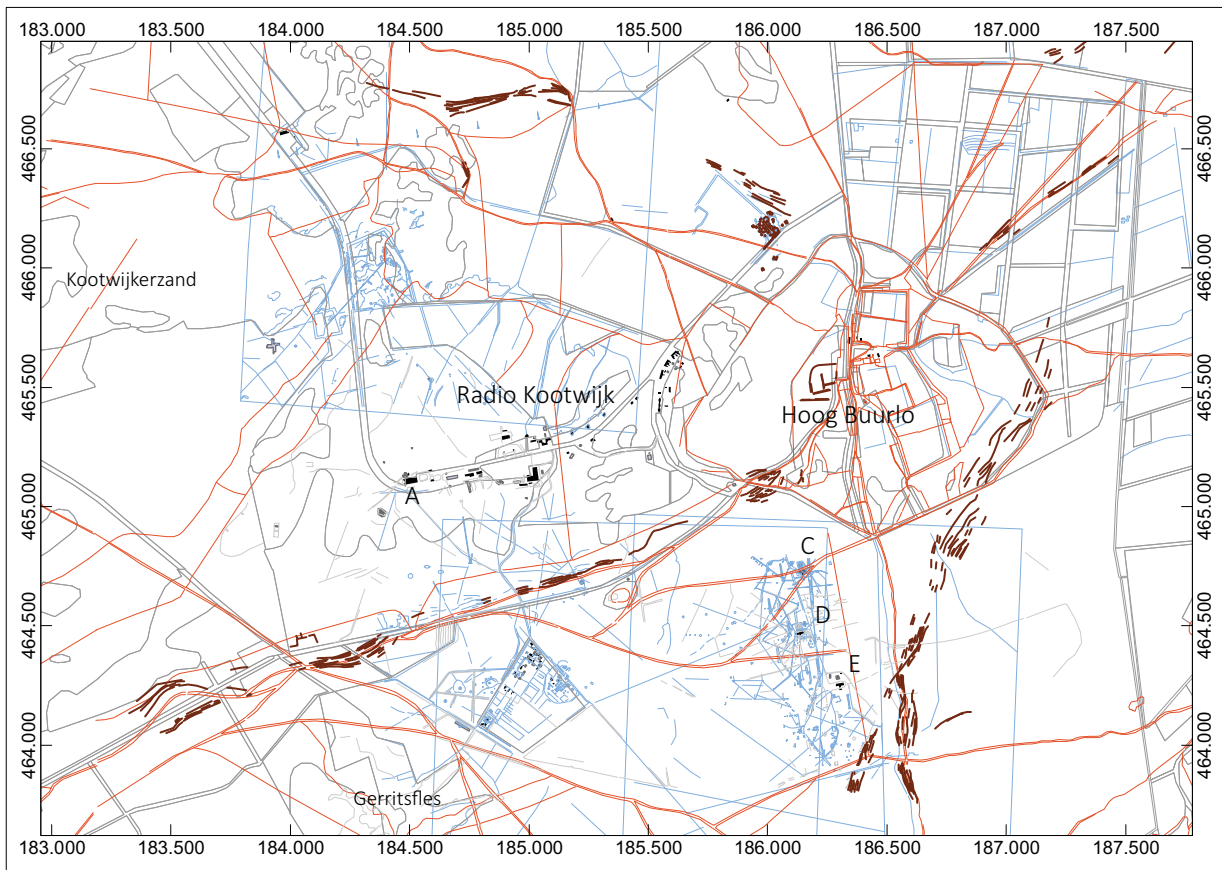 183.000 183.500 184.000 184.500 185.000 185.500 186.000 186.500 187.000 187.500
466.500 466.500
466.000 466.000
Kootwijkerzand
465.500 465.500
Radio Kootwijk
Hoog Buurlo
A
465.000 465.000
C
D
464.500 464.500
E
464.000 464.000
Gerritsfles
183.000 183.500 184.000 184.500 185.000 185.500 186.000 186.500 187.000 187.500